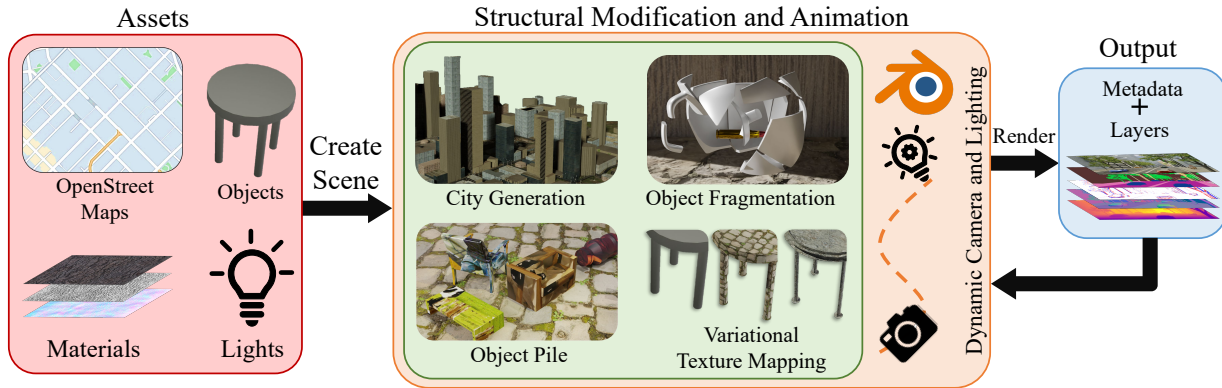 Assets
OpenStreet
Maps
Objects
Materials
Lights
Create
Scene
Structural Modification and Animation
City Generation
Object Fragmentation
Object Pile
Variational
Texture Mapping
Dynamic Camera and Lighting
Render
Output
Metadata
+
Layers